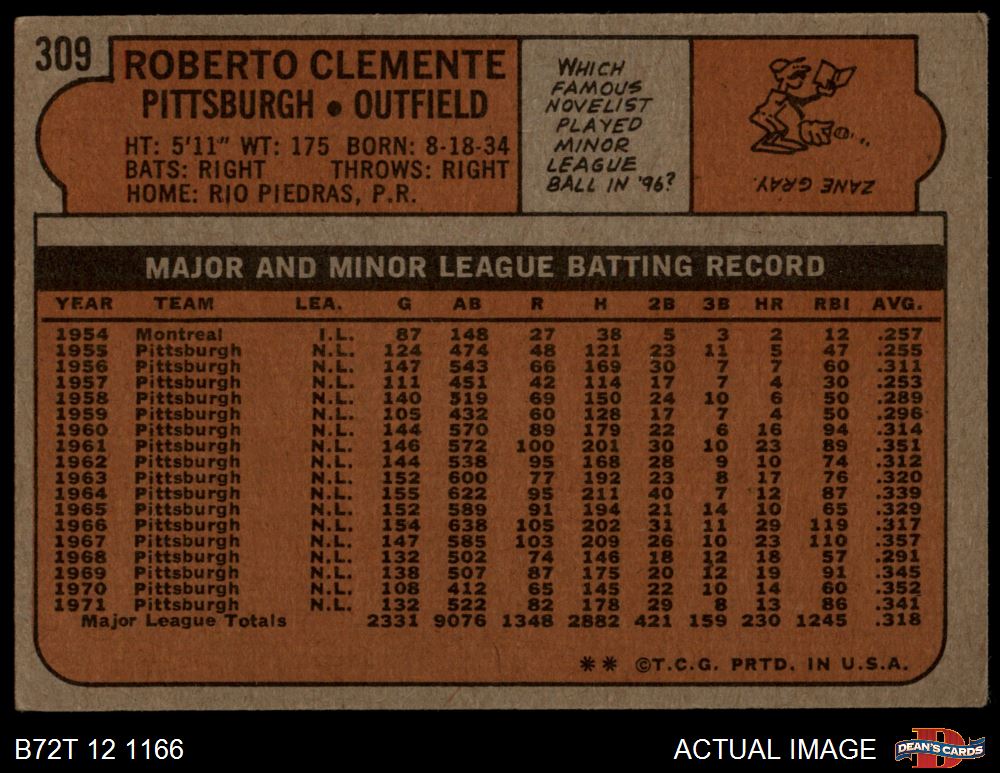 309
ROBERTO CLEMENTE
PITTSBURGH • OUTFIELD
HT: 5'11" WT: 175 BORN: 8-18-34
BATS: RIGHT THROWS: RIGHT
HOME: RIO PIEDRAS, P.R.
WHICH
FAMOUS
NOVELIST
PLAYED
MINOR
LEAGUE
BALL IN '96?
ZANE GRAY.
MAJOR AND MINOR LEAGUE BATTING RECORD
YEAR TEAM LEA. G AB R H 2B 3B HR RBI AVG.
1954 Montreal I.L. 87 148 27 38 5 3 2 12 .257
1955 Pittsburgh N.L. 124 474 48 121 23 11 5 47 .255
1956 Pittsburgh N.L. 147 543 66 169 30 7 7 60 .311
1957 Pittsburgh N.L. 111 451 42 114 17 7 4 30 .253
1958 Pittsburgh N.L. 140 519 69 150 24 10 6 50 .289
1959 Pittsburgh N.L. 105 432 60 128 17 7 4 50 .296
1960 Pittsburgh N.L. 144 570 89 179 22 6 16 94 .314
1961 Pittsburgh N.L. 146 572 100 201 30 10 23 89 .351
1962 Pittsburgh N.L. 144 538 95 168 28 9 10 74 .312
1963 Pittsburgh N.L. 152 600 77 192 23 8 17 76 .320
1964 Pittsburgh N.L. 155 622 95 211 40 7 12 87 .339
1965 Pittsburgh N.L. 152 589 91 194 21 14 10 65 .329
1966 Pittsburgh N.L. 154 638 105 202 31 11 29 119 .317
1967 Pittsburgh N.L. 147 585 103 209 26 10 23 110 .357
1968 Pittsburgh N.L. 132 502 74 146 18 12 18 57 .291
1969 Pittsburgh N.L. 138 507 87 175 20 12 19 91 .345
1970 Pittsburgh N.L. 108 412 65 145 22 10 14 60 .352
1971 Pittsburgh N.L. 132 522 82 178 29 8 13 86 .341
Major League Totals 2331 9076 1348 2882 421 159 230 1245 .318
** ©T.C.G. PRTD. IN U.S.A.
B72T 12 1166
ACTUAL IMAGE
D
DEAN'S CARDS